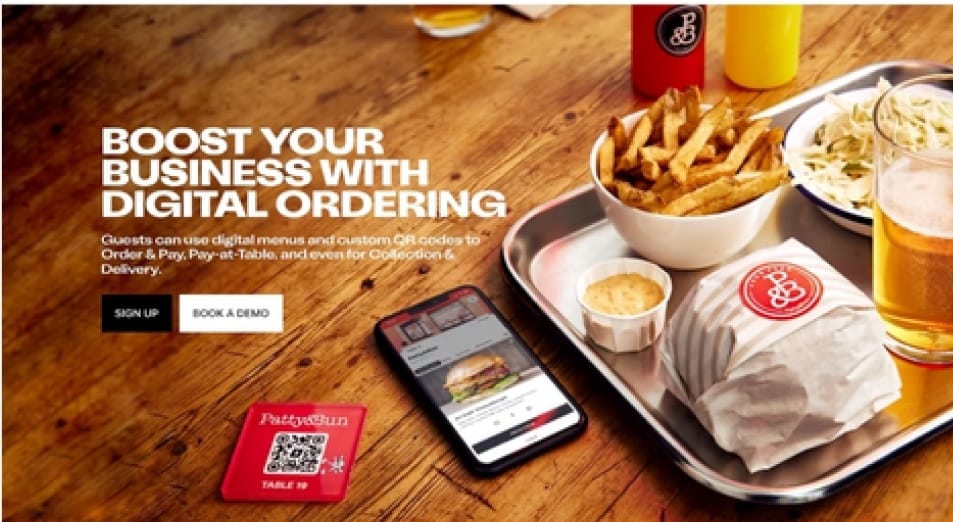 BOOST YOUR
BUSINESS WITH
DIGITAL ORDERING
Guests can use digital menus and custom QR codes to
Order & Pay, Pay-at-Table, and even for Collection &
Delivery.
SIGN UP
BOOK A DEMO
P&B
P&B
Patty&Bun
TABLE 19